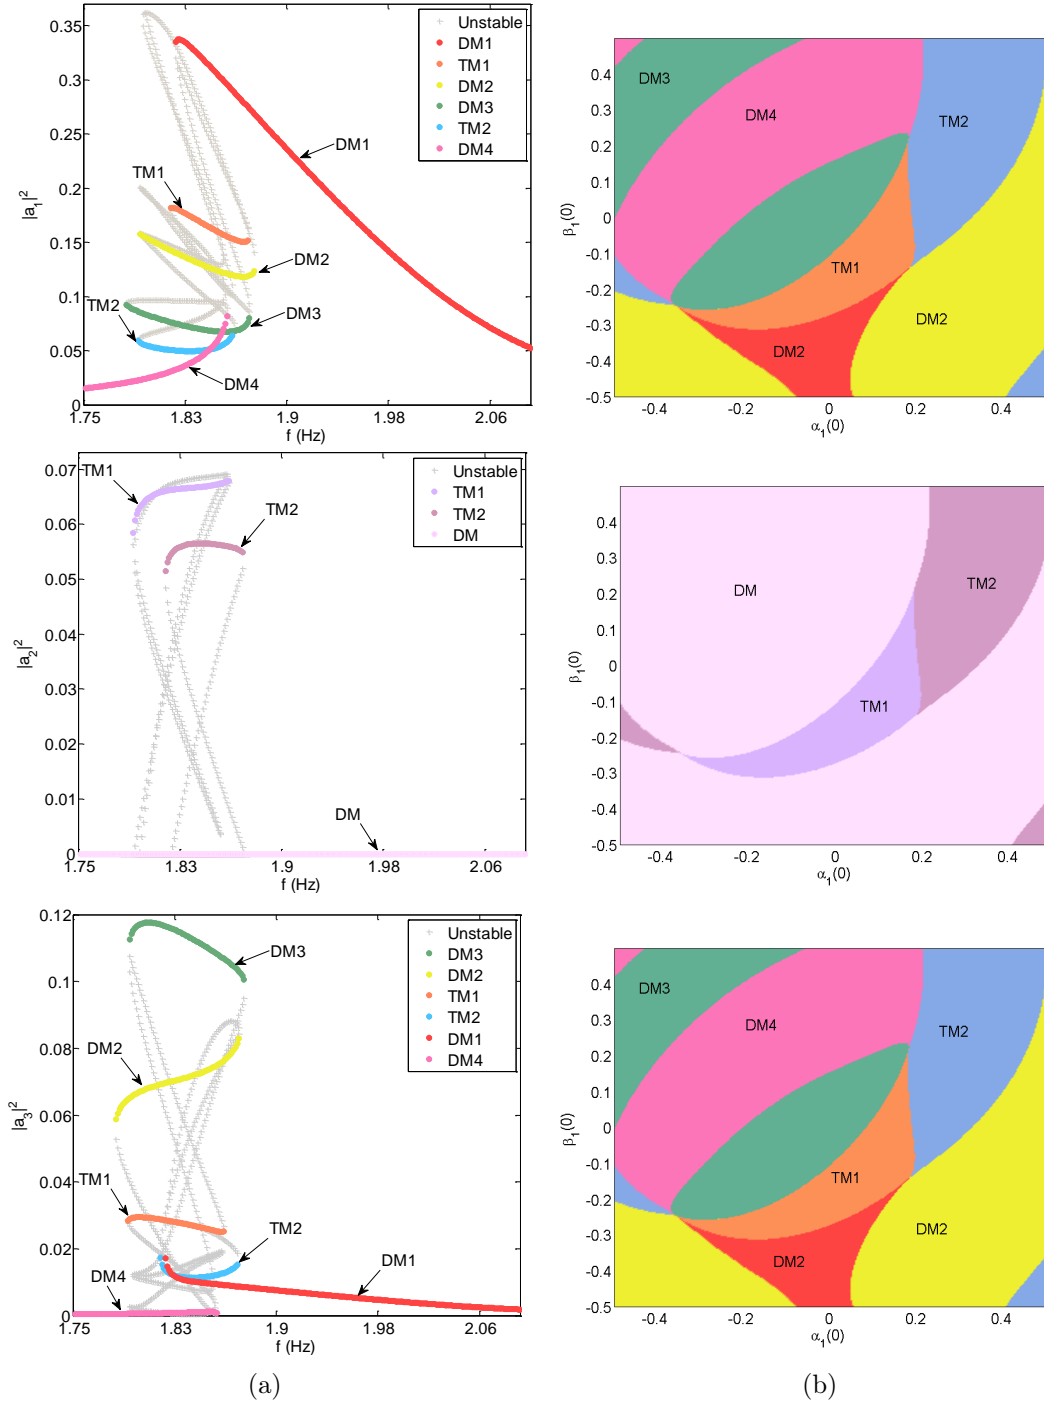 0.35
0.3
0.25
0.2
0.15
0.1
0.05
0
|a1|^2
1.75 1.83 1.9 1.98 2.06
f (Hz)
Unstable
DM1
TM1
DM2
DM3
TM2
DM4
DM1
TM1
DM2
TM2
DM3
DM4
0.4
0.3
0.2
0.1
0
-0.1
-0.2
-0.3
-0.4
-0.5
β1(0)
-0.4 -0.2 0 0.2 0.4
α1(0)
DM3
DM4
TM2
TM1
DM2
DM2
0.07
0.06
0.05
0.04
0.03
0.02
0.01
0
|a2|^2
1.75 1.83 1.9 1.98 2.06
f (Hz)
Unstable
TM1
TM2
DM
TM1
TM2
DM
0.4
0.3
0.2
0.1
0
-0.1
-0.2
-0.3
-0.4
-0.5
β1(0)
-0.4 -0.2 0 0.2 0.4
α1(0)
DM
TM2
TM1
0.12
0.1
0.08
0.06
0.04
0.02
0
|a3|^2
1.75 1.83 1.9 1.98 2.06
f (Hz)
Unstable
DM3
DM2
TM1
TM2
DM1
DM4
DM3
DM2
TM1
TM2
DM1
DM4
0.4
0.3
0.2
0.1
0
-0.1
-0.2
-0.3
-0.4
-0.5
β1(0)
-0.4 -0.2 0 0.2 0.4
α1(0)
DM3
DM4
TM2
TM1
DM2
DM2
(a)
(b)